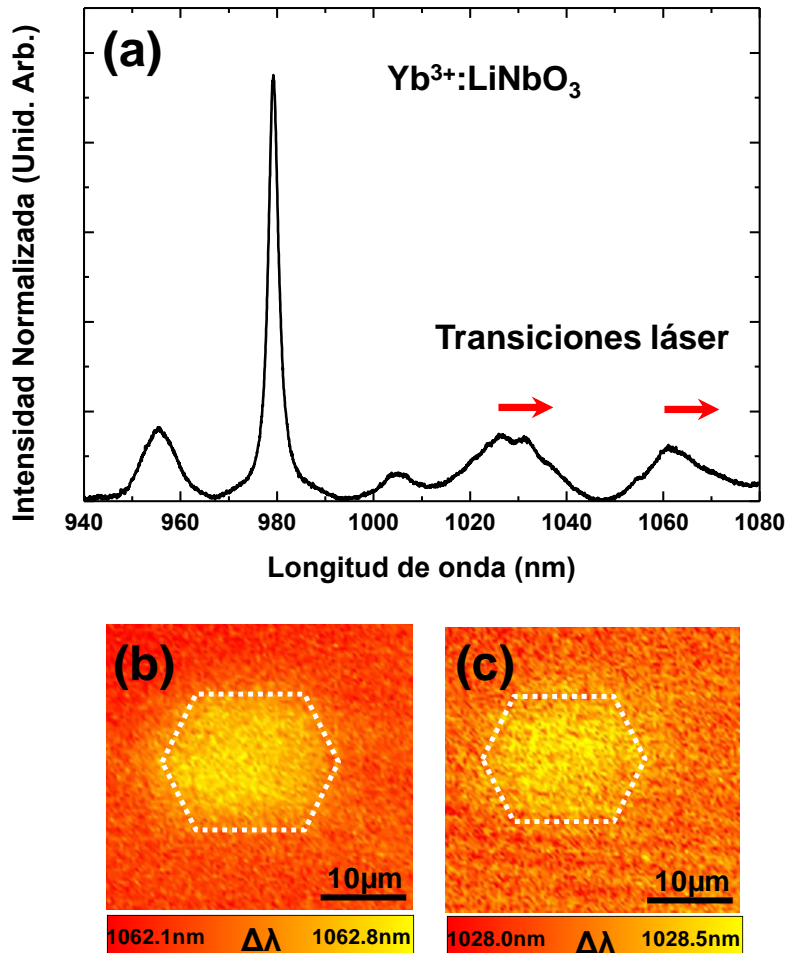 (a)
Yb³⁺:LiNbO₃
Intensidad Normalizada (Unid. Arb.)
Transiciones láser
940 960 980 1000 1020 1040 1060 1080
Longitud de onda (nm)
(b) (c)
10µm 10µm
1062.1nm Δλ 1062.8nm 1028.0nm Δλ 1028.5nm